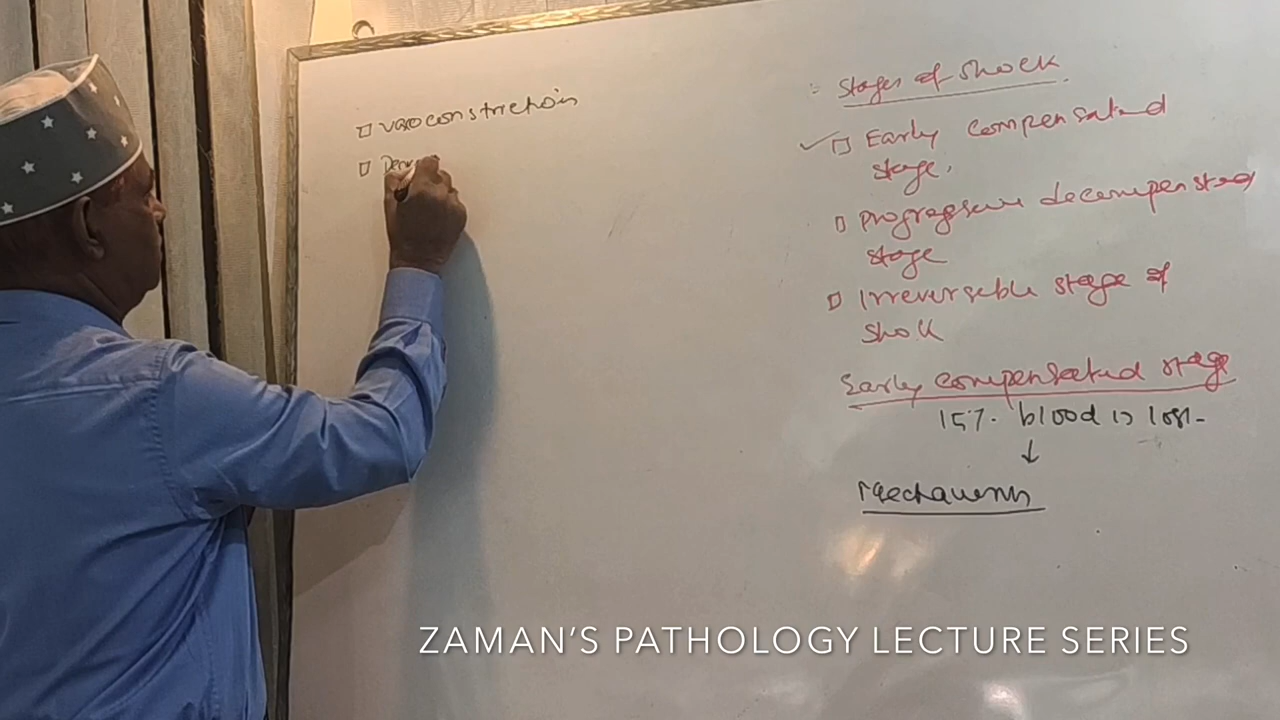 □ vasoconstriction
□
: Stages of Shock
✓ □ Early compensated
stage.
□ Progressive decompensated
stage
□ Irreversible stage of
shock
Early compensated stage
15%. blood is lost.
↓
Mechanisms
ZAMAN'S PATHOLOGY LECTURE SERIES